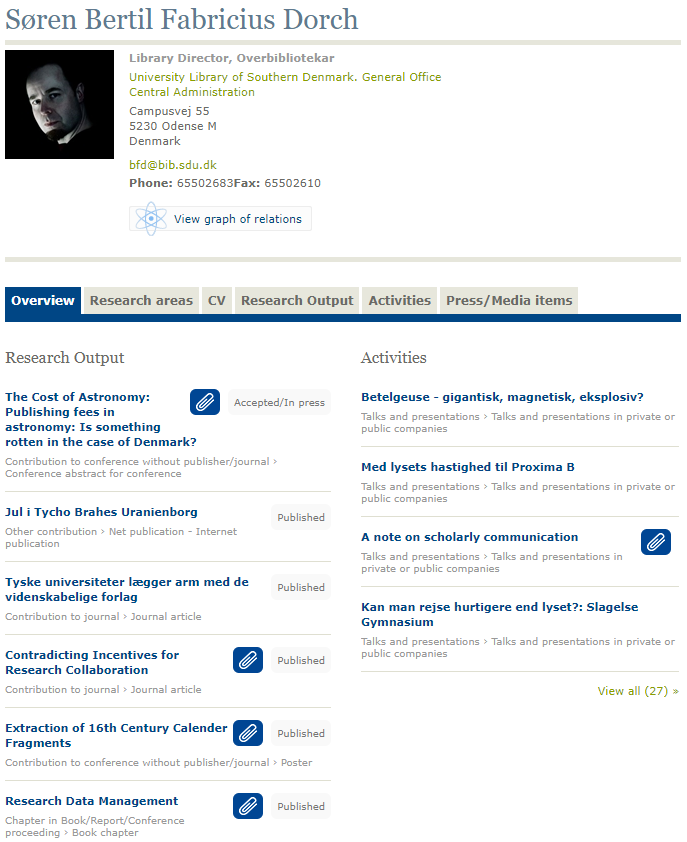 Søren Bertil Fabricius Dorch
Library Director, Overbibliotekar
University Library of Southern Denmark. General Office
Central Administration
Campusvej 55
5230 Odense M
Denmark
bfd@bib.sdu.dk
Phone: 65502683Fax: 65502610
View graph of relations
Overview
Research areas
CV
Research Output
Activities
Press/Media items
Research Output
The Cost of Astronomy:
Publishing fees in
astronomy: Is something
rotten in the case of Denmark?
Accepted/In press
Contribution to conference without publisher/journal ›
Conference abstract for conference
Jul i Tycho Brahes Uranienborg
Published
Other contribution › Net publication - Internet
publication
Tyske universiteter lægger arm med de
videnskabelige forlag
Published
Contribution to journal › Journal article
Contradicting Incentives for
Research Collaboration
Published
Contribution to journal › Journal article
Extraction of 16th Century Calender
Fragments
Published
Contribution to conference without publisher/journal › Poster
Research Data Management
Published
Chapter in Book/Report/Conference
proceeding › Book chapter
Activities
Betelgeuse - gigantisk, magnetisk, eksplosiv?
Talks and presentations › Talks and presentations in private or
public companies
Med lysets hastighed til Proxima B
Talks and presentations › Talks and presentations in private or
public companies
A note on scholarly communication
Talks and presentations › Talks and presentations in
private or public companies
Kan man rejse hurtigere end lyset?: Slagelse
Gymnasium
Talks and presentations › Talks and presentations in private or
public companies
View all (27) »